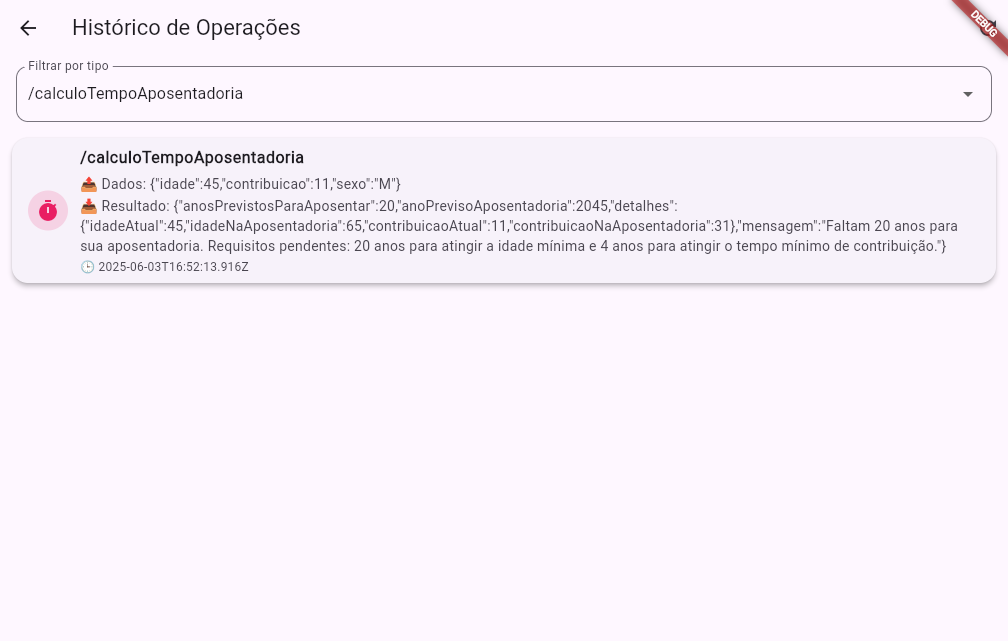 Histórico de Operações
DEBUG
Filtrar por tipo
/calculoTempoAposentadoria
/calculoTempoAposentadoria
📤 Dados: {"idade":45,"contribuicao":11,"sexo":"M"}
📥 Resultado: {"anosPrevistosParaAposentar":20,"anoPrevisoAposentadoria":2045,"detalhes":
{"idadeAtual":45,"idadeNaAposentadoria":65,"contribuicaoAtual":11,"contribuicaoNaAposentadoria":31},"mensagem":"Faltam 20 anos para
sua aposentadoria. Requisitos pendentes: 20 anos para atingir a idade mínima e 4 anos para atingir o tempo mínimo de contribuição."}
🕒 2025-06-03T16:52:13.916Z